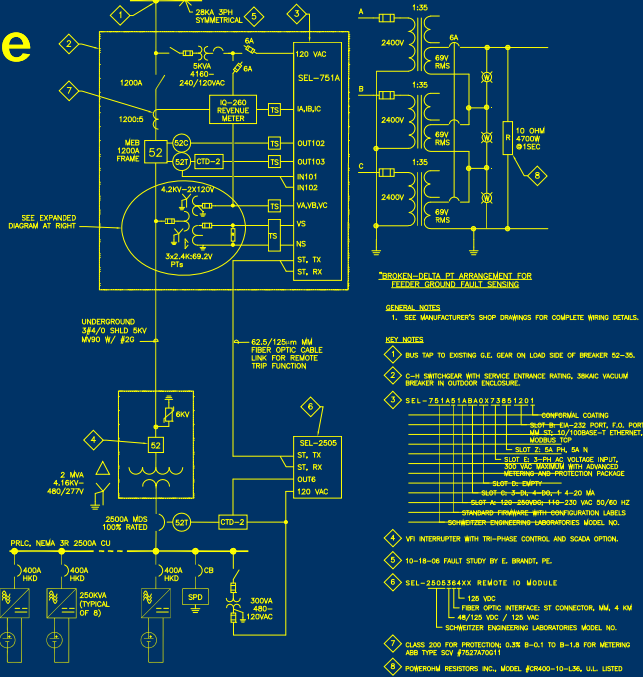 e
28KA 3PH
SYMMETRICAL
5
1
3
2
7
6A
6A
5KVA
4160-
240/120VAC
120 VAC
SEL-751A
1200A
1200:5
IQ-260
REVENUE
METER
TS
IA,IB,IC
MEB
1200A
FRAME
52
52C
TS
OUT102
52T
CTD-2
TS
OUT103
IN101
IN102
4.2KV-2X120V
TS
VA,VB,VC
TS
VS
NS
3x2.4K:69.2V
PTs
ST, TX
ST, RX
SEE EXPANDED
DIAGRAM AT RIGHT
A
1:35
2400V
69V
RMS
6A
B
1:35
2400V
69V
RMS
C
1:35
2400V
69V
RMS
W
W
W
R
10 OHM
4700W
@1SEC
8
"BROKEN-DELTA PT ARRANGEMENT FOR
FEEDER GROUND FAULT SENSING
UNDERGROUND
3#4/0 SHLD 5KV
MV90 W/ #2G
62.5/125µm MM
FIBER OPTIC CABLE
LINK FOR REMOTE
TRIP FUNCTION
6
4
6KV
52
2 MVA
4.16KV-
480/277V
SEL-2505
ST, TX
ST, RX
OUT6
120 VAC
2500A MDS
100% RATED
52T
CTD-2
PRLC, NEMA 3R 2500A CU
400A
HKD
400A
HKD
400A
HKD
CB
250KVA
(TYPICAL
OF 8)
SPD
300VA
480-
120VAC
GENERAL NOTES
1. SEE MANUFACTURER'S SHOP DRAWINGS FOR COMPLETE WIRING DETAILS.
KEY NOTES
1 BUS TAP TO EXISTING G.E. GEAR ON LOAD SIDE OF BREAKER 52-35.
2 C-H SWITCHGEAR WITH SERVICE ENTRANCE RATING, 38KAIC VACUUM
BREAKER IN OUTDOOR ENCLOSURE.
3 SEL-751A51ABA0X73851201
CONFORMAL COATING
SLOT B: EIA-232 PORT, F.O. PORT
MM ST; 10/100BASE-T ETHERNET,
MODBUS TCP
SLOT Z: 5A PH, 5A N
SLOT E: 3-PH AC VOLTAGE INPUT,
300 VAC MAXIMUM WITH ADVANCED
METERING AND PROTECTION PACKAGE
SLOT D: EMPTY
SLOT C: 3-DI, 4-DO, 1 4-20 MA
SLOT A: 120-250VDC; 110-230 VAC 50/60 HZ
STANDARD FIRMWARE WITH CONFIGURATION LABELS
SCHWEITZER ENGINEERING LABORATORIES MODEL NO.
4 VFI INTERRUPTER WITH TRI-PHASE CONTROL AND SCADA OPTION.
5 10-18-06 FAULT STUDY BY E. BRANDT, PE.
6 SEL-2505364XX REMOTE IO MODULE
125 VDC
FIBER OPTIC INTERFACE: ST CONNECTOR, MM, 4 KM
48/125 VDC / 125 VAC
SCHWEITZER ENGINEERING LABORATORIES MODEL NO.
7 CLASS 200 FOR PROTECTION; 0.3% B-0.1 TO B-1.8 FOR METERING
ABB TYPE SCV #7527A70G11
8 POWEROHM RESISTORS INC., MODEL #CR400-10-L36, U.L. LISTED